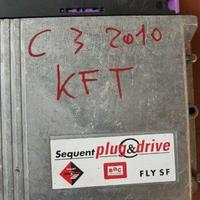 C 3 2010
KFT
Sequent plug&drive
BRC
FLY SF